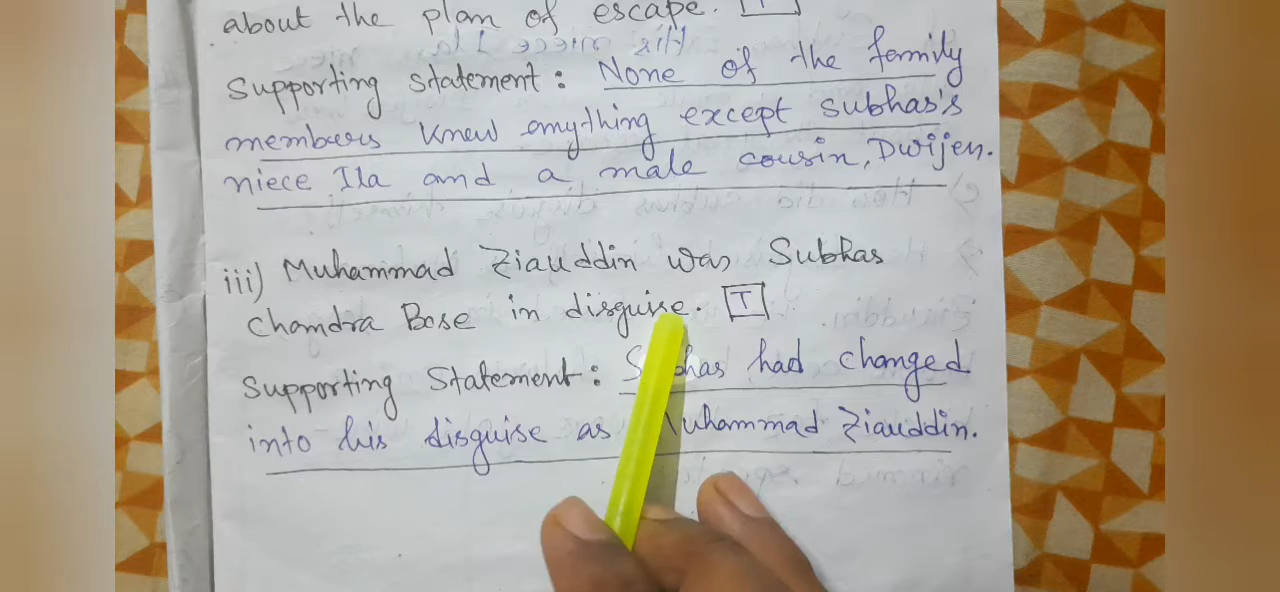 about the plan of escape.
Supporting Statement: None of the family
members knew anything except subhas's
niece Ila and a male cousin, Dwijen.
iii) Muhammad Ziauddin was Subhas
Chandra Bose in disguise. T
Supporting Statement: Subhas had changed
into his disguise as Muhammad Ziauddin.